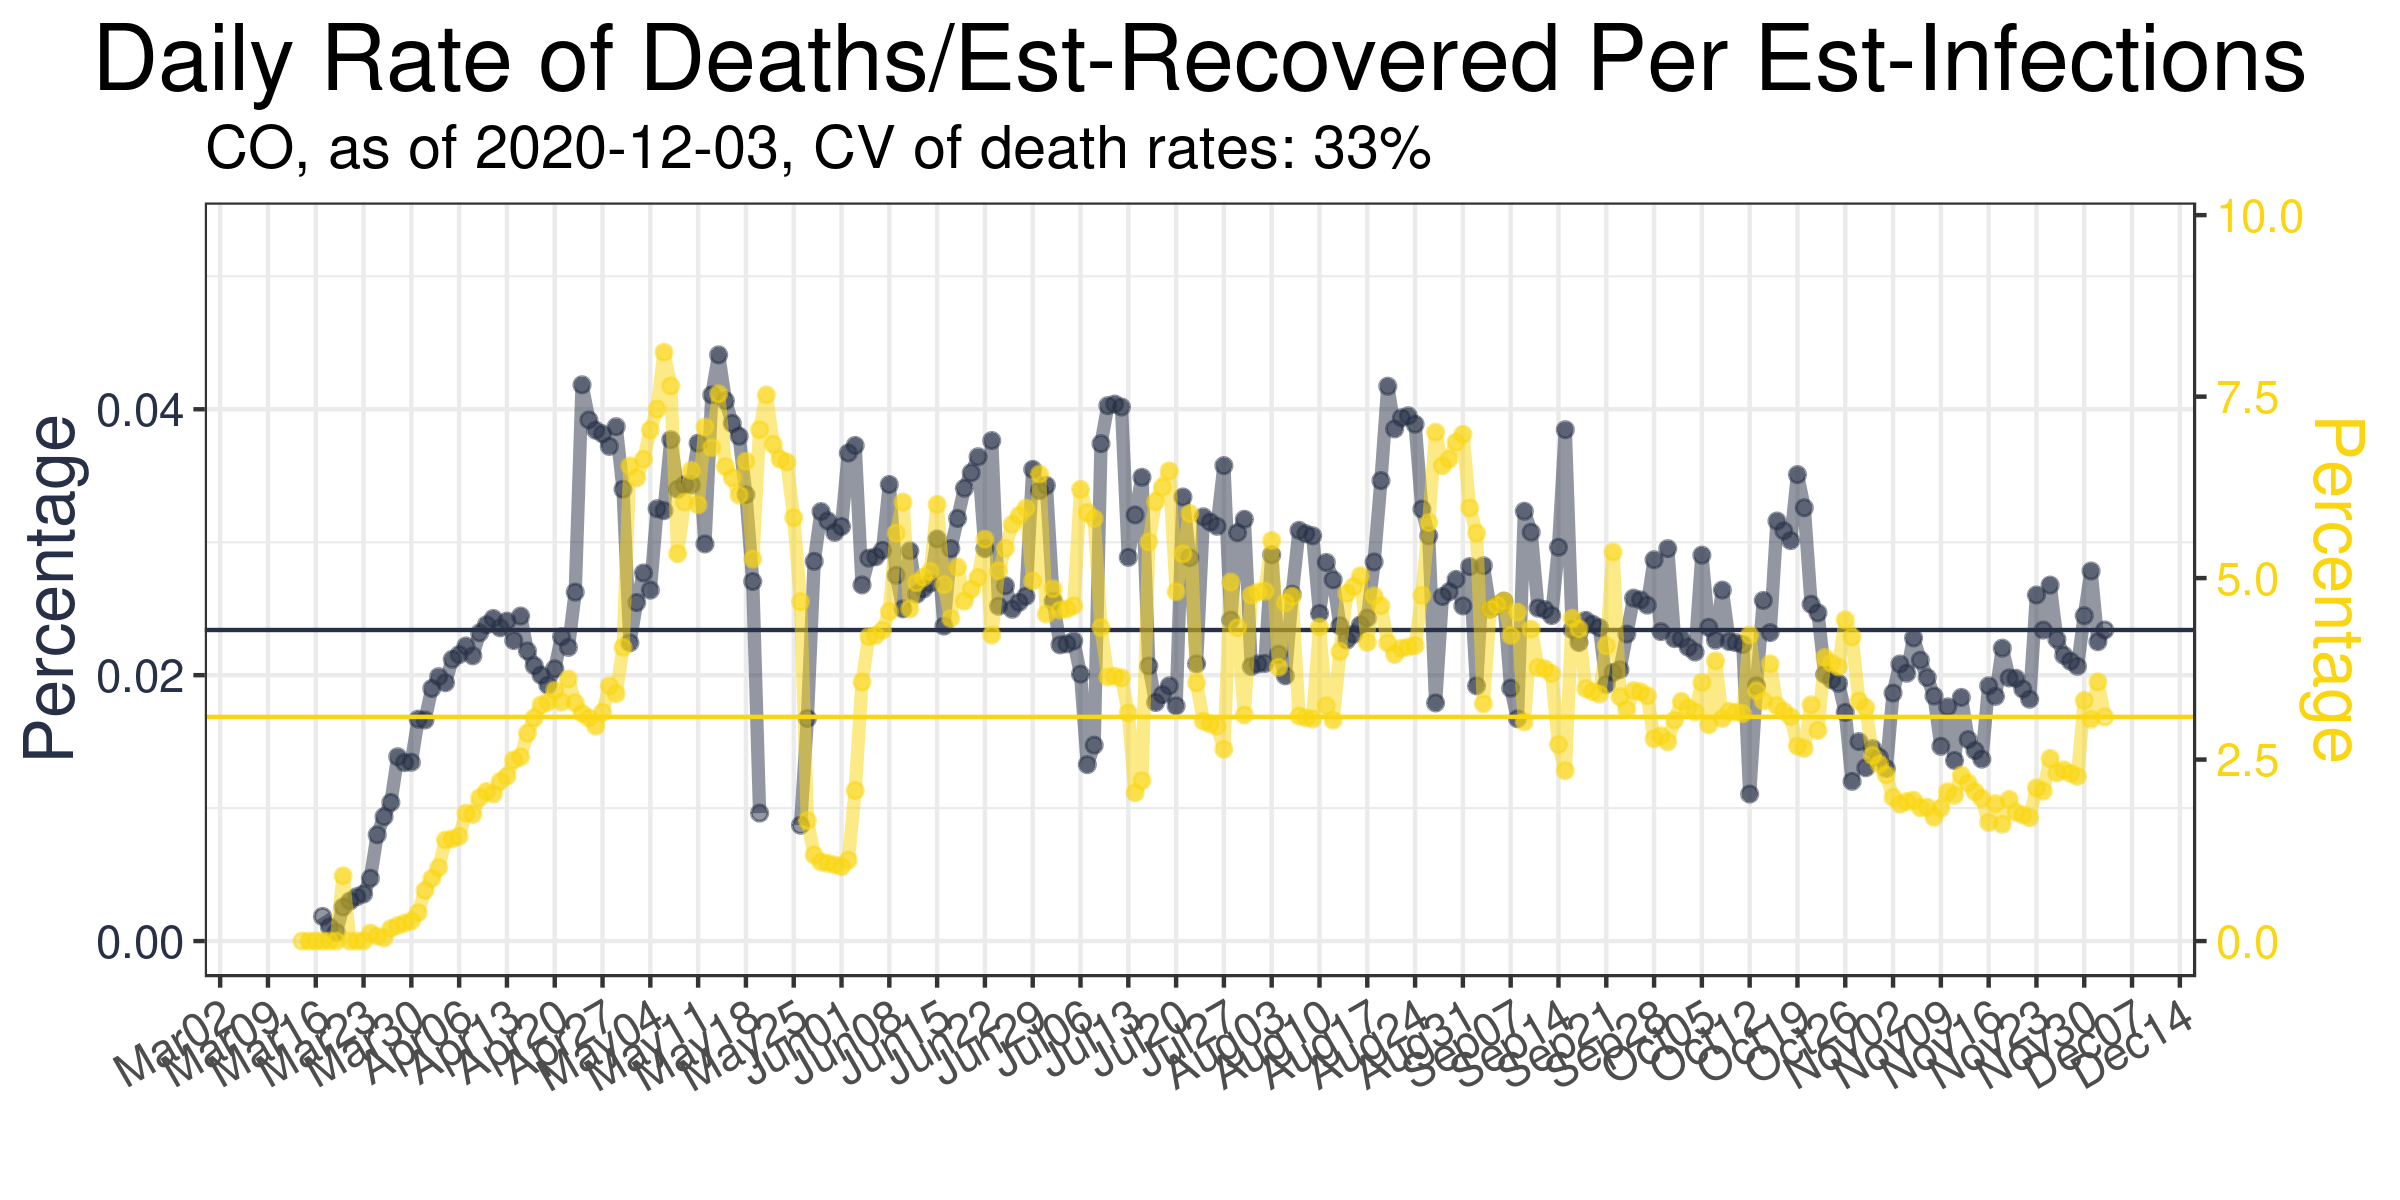 Daily Rate of Deaths/Est-Recovered Per Est-Infections
CO, as of 2020-12-03, CV of death rates: 33%
Percentage
0.04
0.02
0.00
10.0
7.5
5.0
2.5
0.0
Percentage
Mar02
Mar09
Mar16
Mar23
Mar30
Apr06
Apr13
Apr20
Apr27
May04
May11
May18
May25
Jun01
Jun08
Jun15
Jun22
Jun29
Jul06
Jul13
Jul20
Jul27
Aug03
Aug10
Aug17
Aug24
Aug31
Sep07
Sep14
Sep21
Sep28
Oct05
Oct12
Oct19
Oct26
Nov02
Nov09
Nov16
Nov23
Nov30
Dec07
Dec14